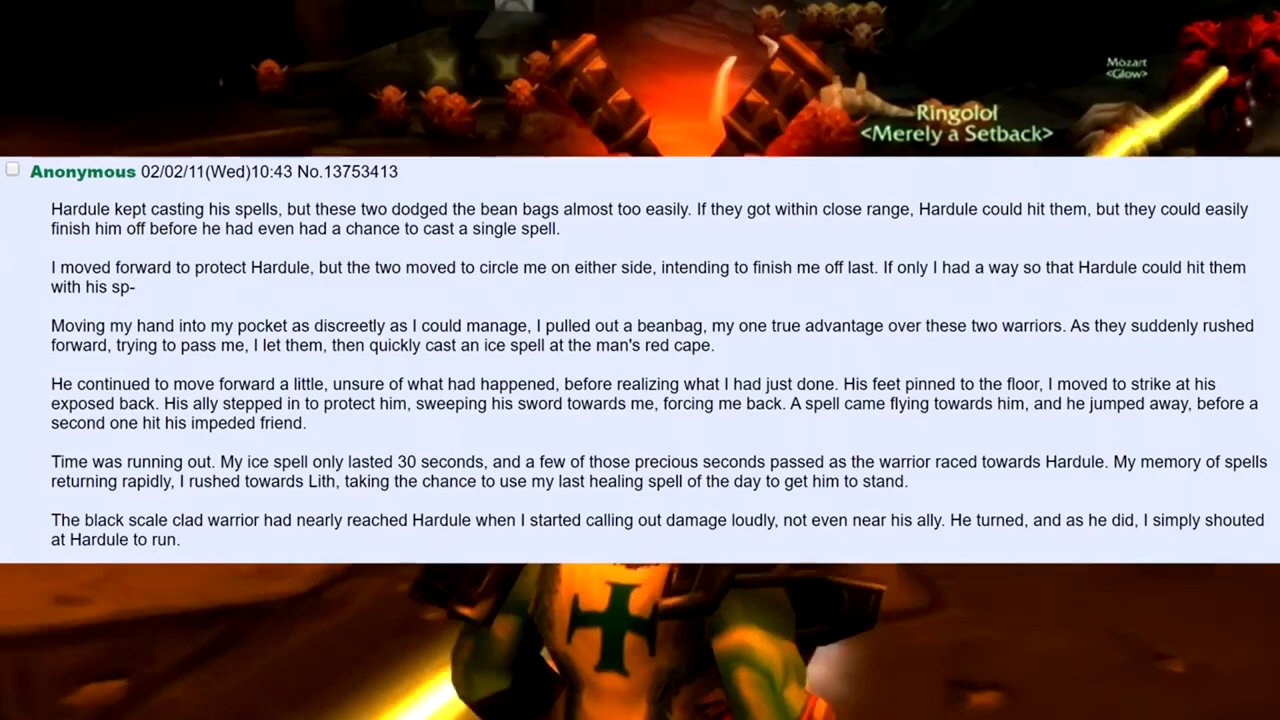 Mozart
<Glow>
Ringolol
<Merely a Setback>
Anonymous 02/02/11(Wed)10:43 No.13753413
Hardule kept casting his spells, but these two dodged the bean bags almost too easily. If they got within close range, Hardule could hit them, but they could easily
finish him off before he had even had a chance to cast a single spell.
I moved forward to protect Hardule, but the two moved to circle me on either side, intending to finish me off last. If only I had a way so that Hardule could hit them
with his sp-
Moving my hand into my pocket as discreetly as I could manage, I pulled out a beanbag, my one true advantage over these two warriors. As they suddenly rushed
forward, trying to pass me, I let them, then quickly cast an ice spell at the man's red cape.
He continued to move forward a little, unsure of what had happened, before realizing what I had just done. His feet pinned to the floor, I moved to strike at his
exposed back. His ally stepped in to protect him, sweeping his sword towards me, forcing me back. A spell came flying towards him, and he jumped away, before a
second one hit his impeded friend.
Time was running out. My ice spell only lasted 30 seconds, and a few of those precious seconds passed as the warrior raced towards Hardule. My memory of spells
returning rapidly, I rushed towards Lith, taking the chance to use my last healing spell of the day to get him to stand.
The black scale clad warrior had nearly reached Hardule when I started calling out damage loudly, not even near his ally. He turned, and as he did, I simply shouted
at Hardule to run.